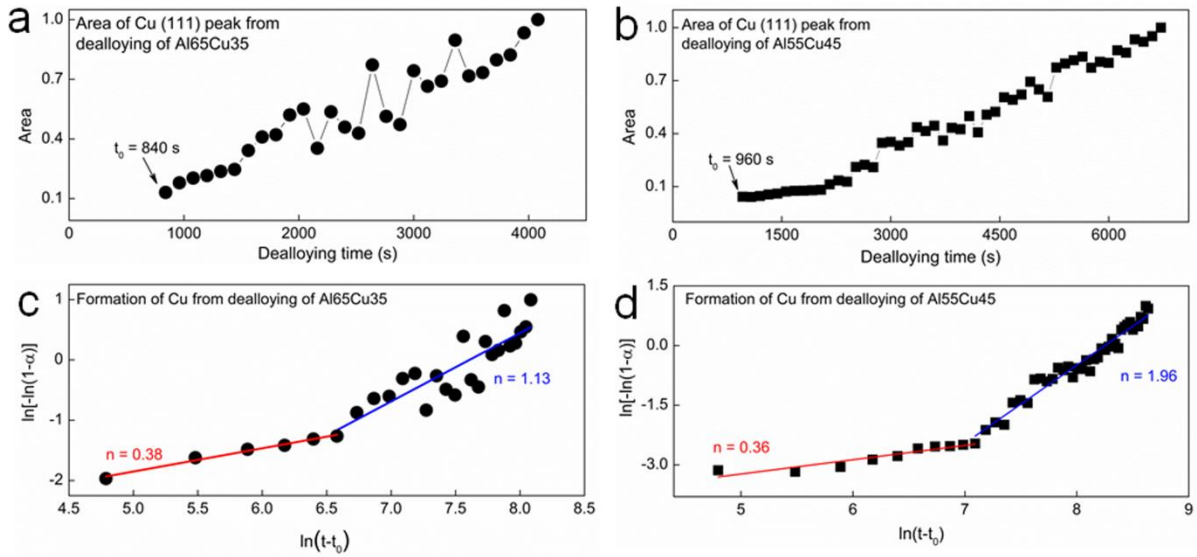 a
Area of Cu (111) peak from
dealloying of Al65Cu35
1.0
0.7
0.4
0.1
Area
t₀ = 840 s
0
1000
2000
3000
4000
Dealloying time (s)
b
Area of Cu (111) peak from
dealloying of Al55Cu45
1.0
0.7
0.4
0.1
Area
t₀ = 960 s
0
1500
3000
4500
6000
Dealloying time (s)
c
Formation of Cu from dealloying of Al65Cu35
1
0
-1
-2
ln[-ln(1-α)]
n = 0.38
n = 1.13
4.5
5.0
5.5
6.0
6.5
7.0
7.5
8.0
8.5
ln(t-t₀)
d
Formation of Cu from dealloying of Al55Cu45
1.5
0.0
-1.5
-3.0
ln[-ln(1-α)]
n = 0.36
n = 1.96
5
6
7
8
9
ln(t-t₀)